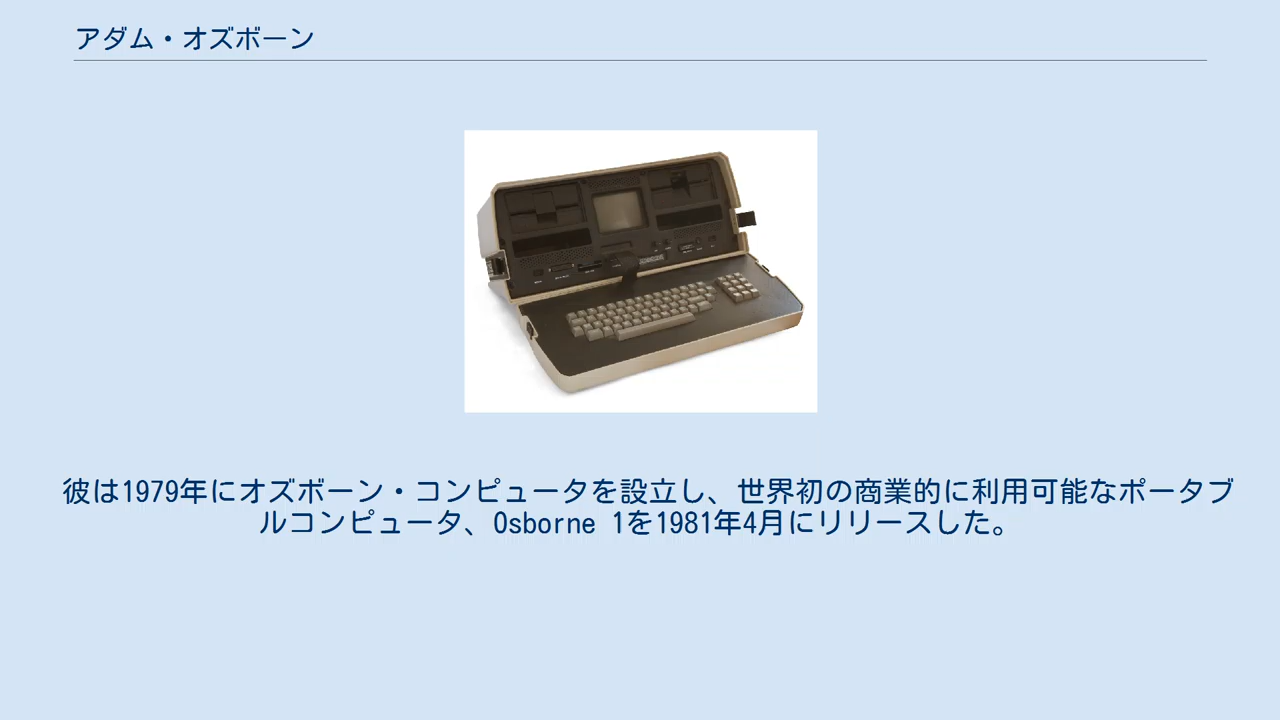 アダム・オズボーン
彼は1979年にオズボーン・コンピュータを設立し、世界初の商業的に利用可能なポータブ
ルコンピュータ、Osborne 1を1981年4月にリリースした。